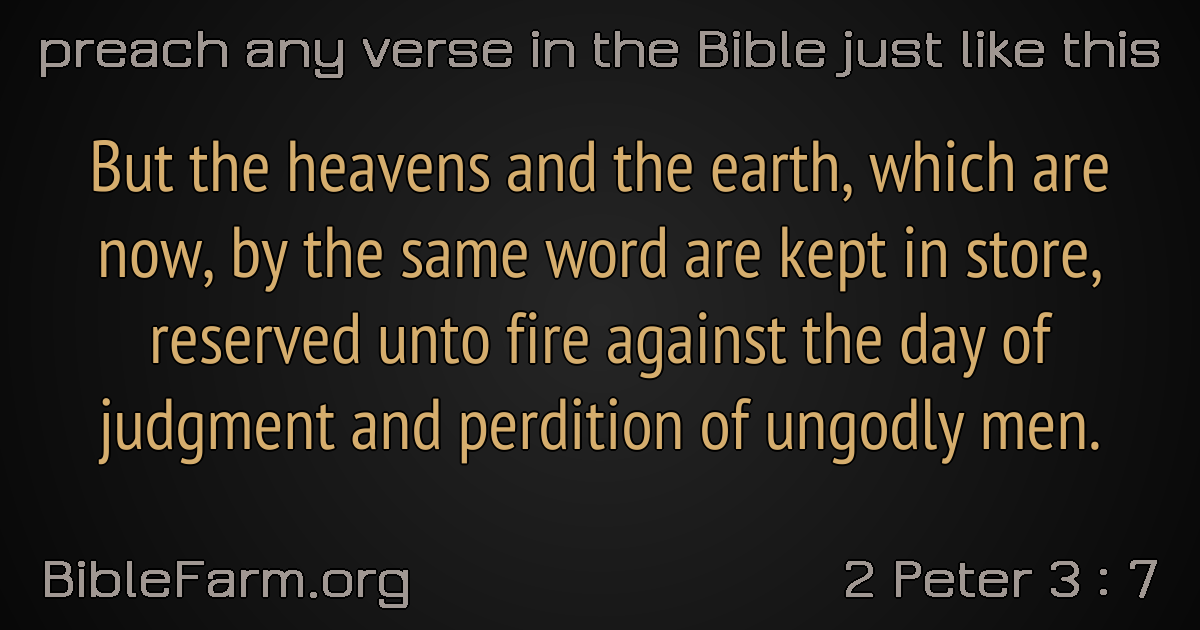 preach any verse in the Bible just like this
But the heavens and the earth, which are
now, by the same word are kept in store,
reserved unto fire against the day of
judgment and perdition of ungodly men.
BibleFarm.org
2 Peter 3 : 7